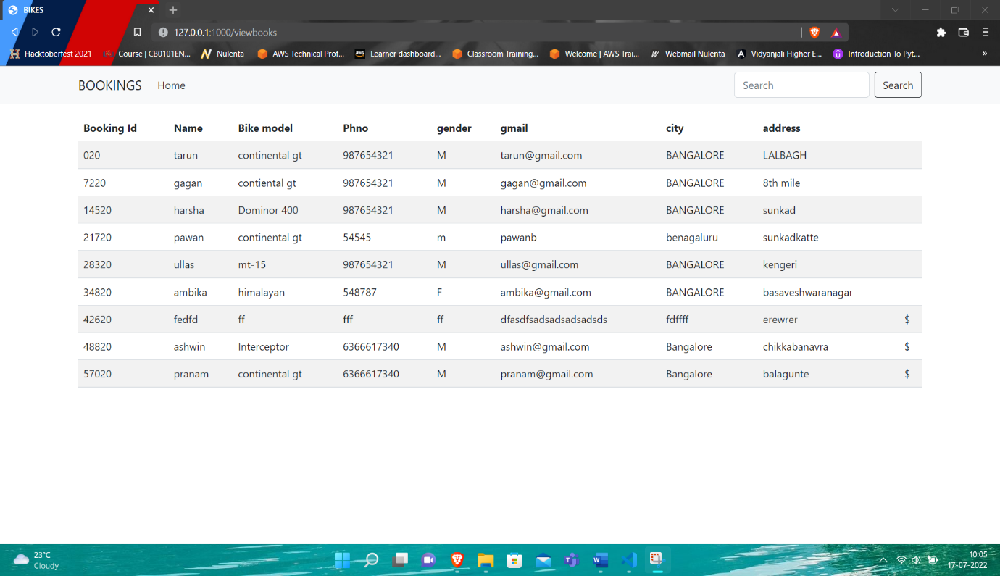 BIKES
127.0.0.1:1000/viewbooks
Hacktoberfest 2021 Course | CB0101EN... Nulenta AWS Technical Prof... Learner dashboard... Classroom Training... Welcome | AWS Trai... Webmail Nulenta Vidyanjali Higher E... Introduction To Pyt... »
BOOKINGS Home Search Search
Booking Id Name Bike model Phno gender gmail city address
020 tarun continental gt 987654321 M tarun@gmail.com BANGALORE LALBAGH
7220 gagan contiental gt 987654321 M gagan@gmail.com BANGALORE 8th mile
14520 harsha Dominor 400 987654321 M harsha@gmail.com BANGALORE sunkad
21720 pawan continental gt 54545 m pawanb benagaluru sunkadkatte
28320 ullas mt-15 987654321 M ullas@gmail.com BANGALORE kengeri
34820 ambika himalayan 548787 F ambika@gmail.com BANGALORE basaveshwaranagar
42620 fedfd ff fff ff dfasdfsadsadsadsadsds fdffff erewrer $
48820 ashwin Interceptor 6366617340 M ashwin@gmail.com Bangalore chikkabanavra $
57020 pranam continental gt 6366617340 M pranam@gmail.com Bangalore balagunte $
23°C
Cloudy
10:05
17-07-2022